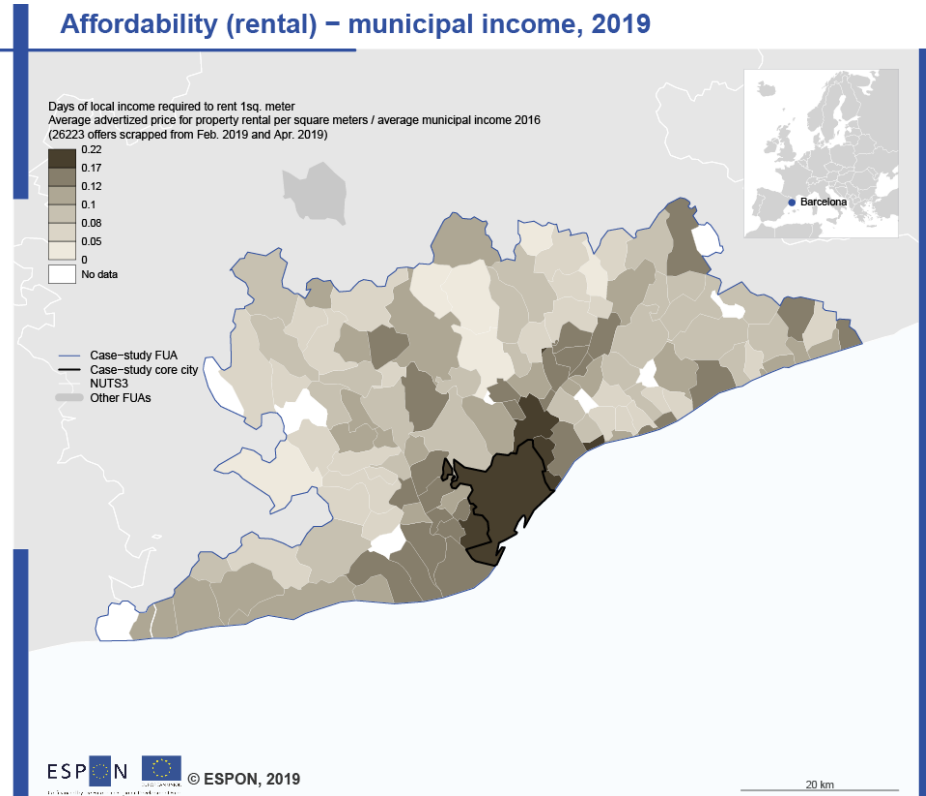 Affordability (rental) − municipal income, 2019
Days of local income required to rent 1sq. meter
Average advertized price for property rental per square meters / average municipal income 2016
(26223 offers scrapped from Feb. 2019 and Apr. 2019)
0.22
0.17
0.12
0.1
0.08
0.05
0
No data
Barcelona
Case−study FUA
Case−study core city
NUTS3
Other FUAs
ESPON
© ESPON, 2019
20 km